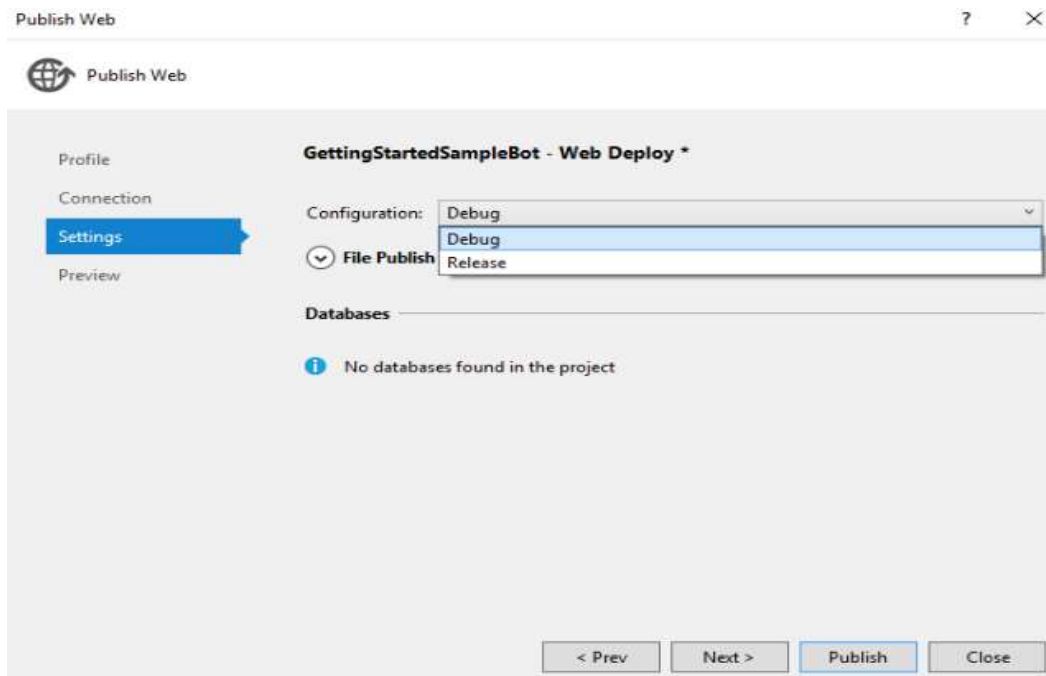 Publish Web ?
Publish Web
Profile
Connection
Settings
Preview
GettingStartedSampleBot - Web Deploy *
Configuration: Debug
Debug
Release
File Publish
Databases
No databases found in the project
< Prev Next > Publish Close